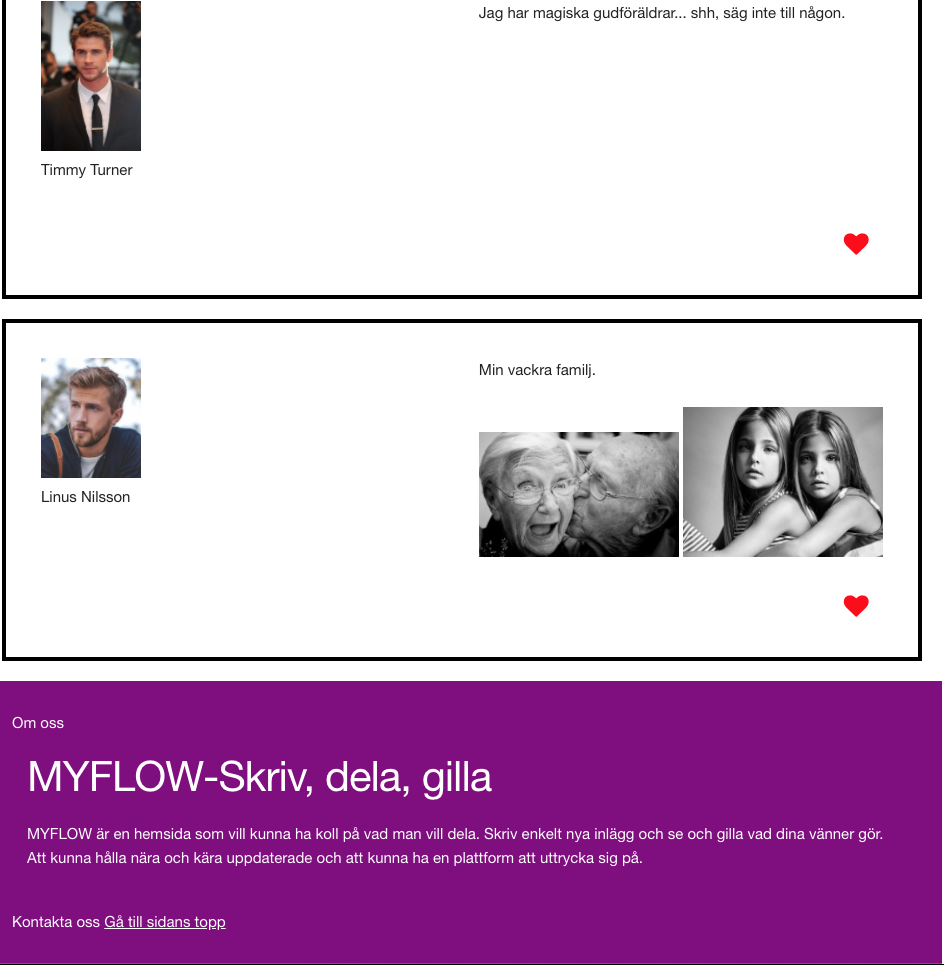 Jag har magiska gudföräldrar... shh, säg inte till någon.
Timmy Turner
Min vackra familj.
Linus Nilsson
Om oss
MYFLOW-Skriv, dela, gilla
MYFLOW är en hemsida som vill kunna ha koll på vad man vill dela. Skriv enkelt nya inlägg och se och gilla vad dina vänner gör.
Att kunna hålla nära och kära uppdaterade och att kunna ha en plattform att uttrycka sig på.
Kontakta oss Gå till sidans topp